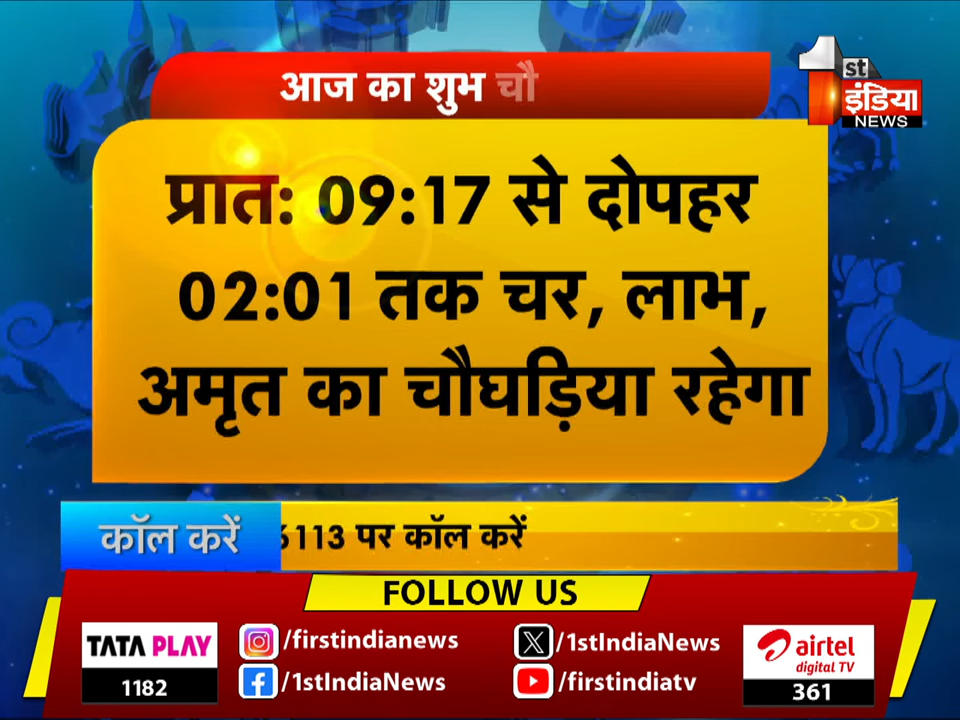 आज का शुभ चौ
1st
इंडिया
NEWS
प्रातः 09:17 से दोपहर
02:01 तक चर, लाभ,
अमृत का चौघड़िया रहेगा
कॉल करें
6113 पर कॉल करें
FOLLOW US
TATA PLAY
1182
/firstindianews
/1stIndiaNews
/1stIndiaNews
/firstindiatv
airtel
digital TV
361